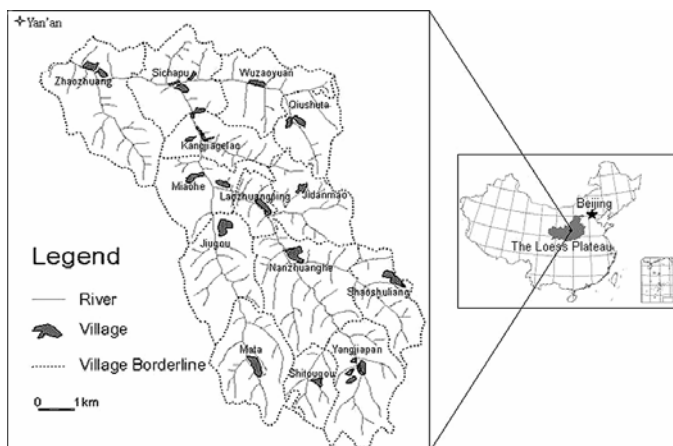 Yan'an
Zhaozhuang
Sichapu
Wuzaoyuan
Qiushuta
Kangjiagelao
Miaohe
Laozhuangping
Jidanmao
Jiugou
Nanzhuanghe
Shaoshuliang
Mata
Shitougou
Yangjiapan
Legend
River
Village
Village Borderline
0 1km
Beijing
The Loess Plateau